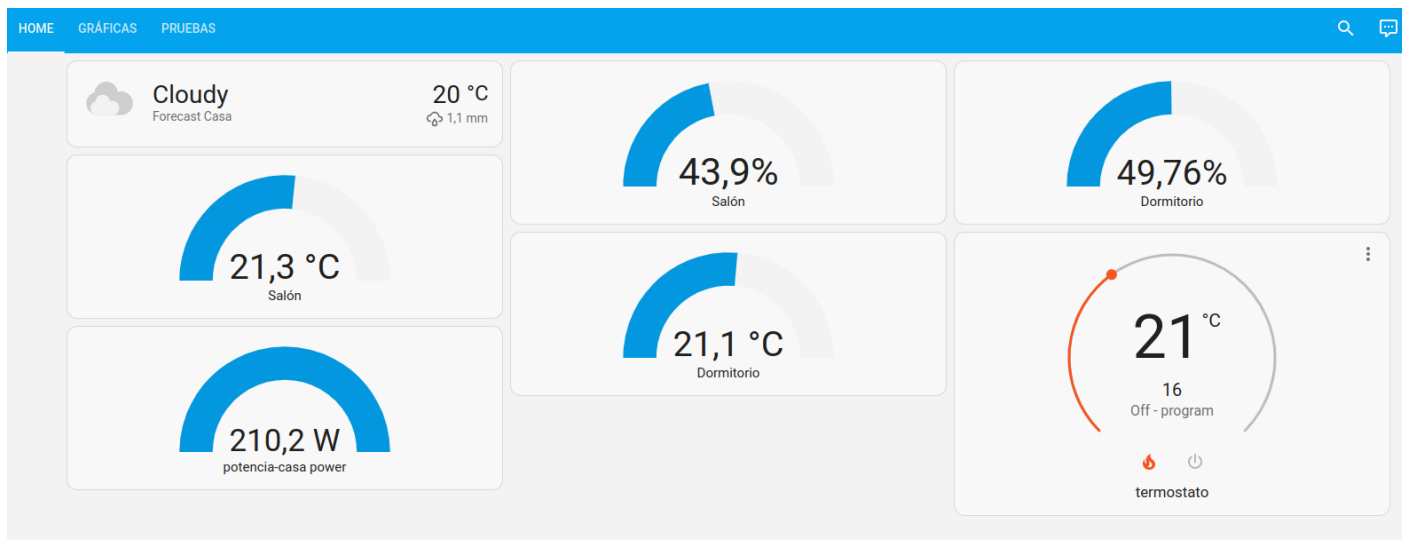 HOME GRÁFICAS PRUEBAS
Cloudy
Forecast Casa
20 °C
1,1 mm
21,3 °C
Salón
210,2 W
potencia-casa power
43,9%
Salón
21,1 °C
Dormitorio
49,76%
Dormitorio
21 °C
16
Off - program
termostato